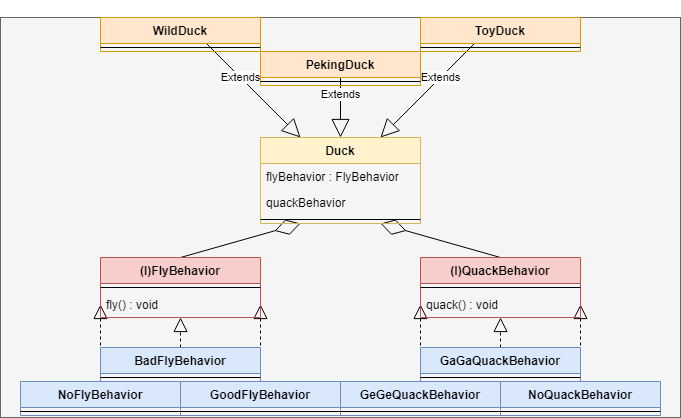 WildDuck
ToyDuck
PekingDuck
Extends
Extends
Extends
Duck
flyBehavior : FlyBehavior
quackBehavior
(I)FlyBehavior
(I)QuackBehavior
fly() : void
quack() : void
BadFlyBehavior
GaGaQuackBehavior
NoFlyBehavior
GoodFlyBehavior
GeGeQuackBehavior
NoQuackBehavior